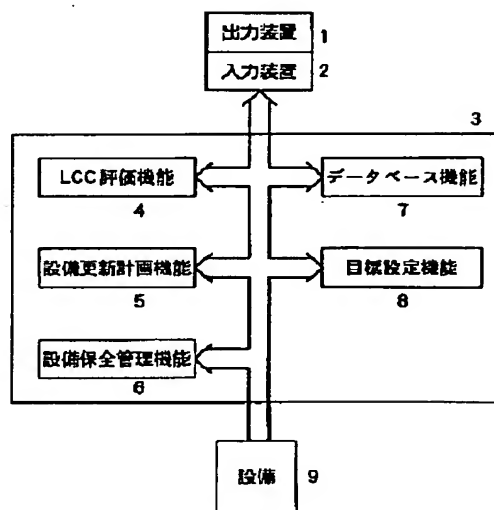 出力装置 1
入力装置 2
3
LCC評価機能 データベース機能
4 7
設備更新計画機能 目標設定機能
5 8
設備保全管理機能
6
設備 9